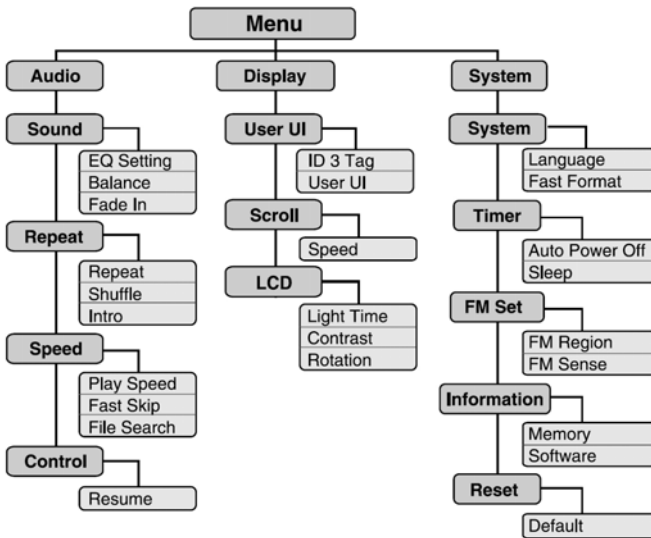 Menu
Audio
Sound
EQ Setting
Balance
Fade In
Repeat
Repeat
Shuffle
Intro
Speed
Play Speed
Fast Skip
File Search
Control
Resume
Display
User UI
ID 3 Tag
User UI
Scroll
Speed
LCD
Light Time
Contrast
Rotation
System
System
Language
Fast Format
Timer
Auto Power Off
Sleep
FM Set
FM Region
FM Sense
Information
Memory
Software
Reset
Default